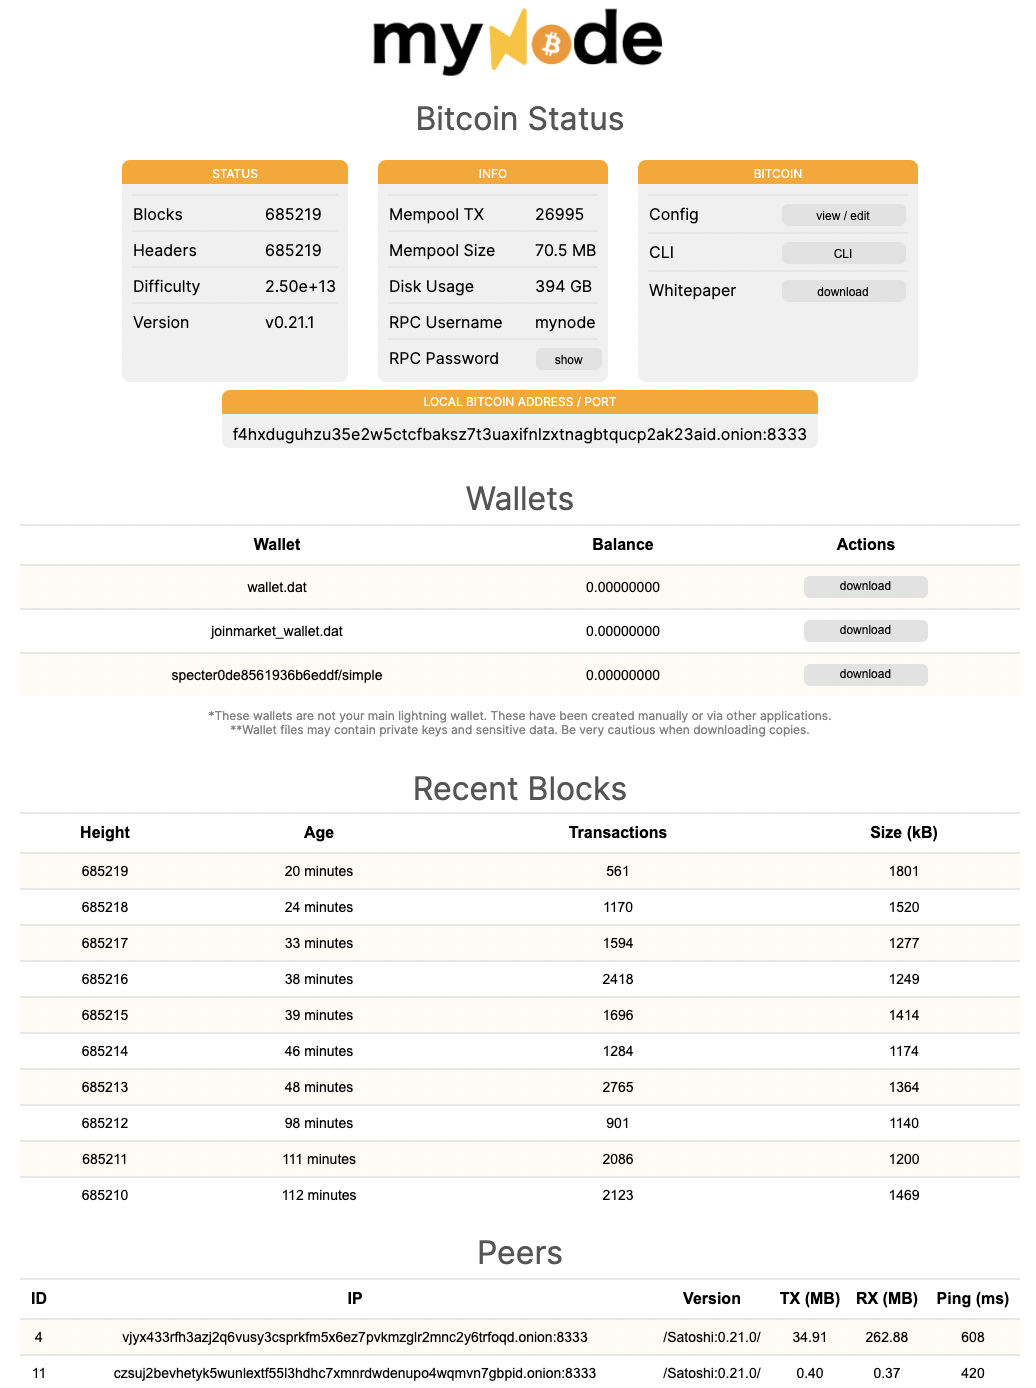 myNode
Bitcoin Status
STATUS
Blocks 685219
Headers 685219
Difficulty 2.50e+13
Version v0.21.1
INFO
Mempool TX 26995
Mempool Size 70.5 MB
Disk Usage 394 GB
RPC Username mynode
RPC Password show
BITCOIN
Config view / edit
CLI CLI
Whitepaper download
LOCAL BITCOIN ADDRESS / PORT
f4hxduguhzu35e2w5ctcfbaksz7t3uaxifnlzxtnagbtqucp2ak23aid.onion:8333
Wallets
Wallet Balance Actions
wallet.dat 0.00000000 download
joinmarket_wallet.dat 0.00000000 download
specter0de8561936b6eddf/simple 0.00000000 download
*These wallets are not your main lightning wallet. These have been created manually or via other applications.
**Wallet files may contain private keys and sensitive data. Be very cautious when downloading copies.
Recent Blocks
Height Age Transactions Size (kB)
685219 20 minutes 561 1801
685218 24 minutes 1170 1520
685217 33 minutes 1594 1277
685216 38 minutes 2418 1249
685215 39 minutes 1696 1414
685214 46 minutes 1284 1174
685213 48 minutes 2765 1364
685212 98 minutes 901 1140
685211 111 minutes 2086 1200
685210 112 minutes 2123 1469
Peers
ID IP Version TX (MB) RX (MB) Ping (ms)
4 vjyx433rfh3azj2q6vusy3csprkfm5x6ez7pvkmzglr2mnc2y6trfoqd.onion:8333 /Satoshi:0.21.0/ 34.91 262.88 608
11 czsuj2bevhetyk5wunlextf55l3hdhc7xmnrdwdenupo4wqmvn7gbpid.onion:8333 /Satoshi:0.21.0/ 0.40 0.37 420